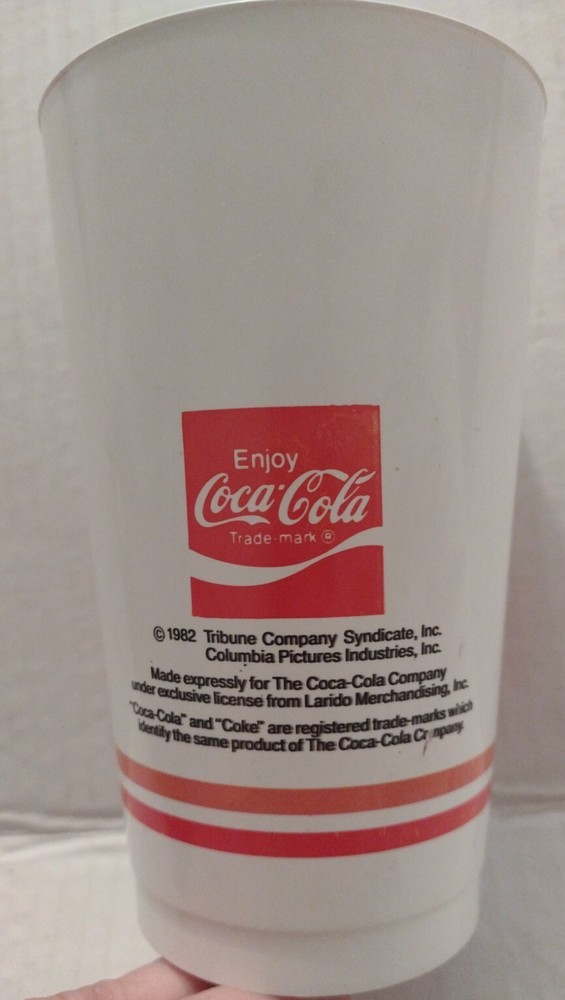 Enjoy
Coca-Cola
Trade-mark ®
© 1982 Tribune Company Syndicate, Inc.
Columbia Pictures Industries, Inc.
Made expressly for The Coca-Cola Company
under exclusive license from Larido Merchandising, Inc.
"Coca-Cola" and "Coke" are registered trade-marks which
identify the same product of The Coca-Cola Company.